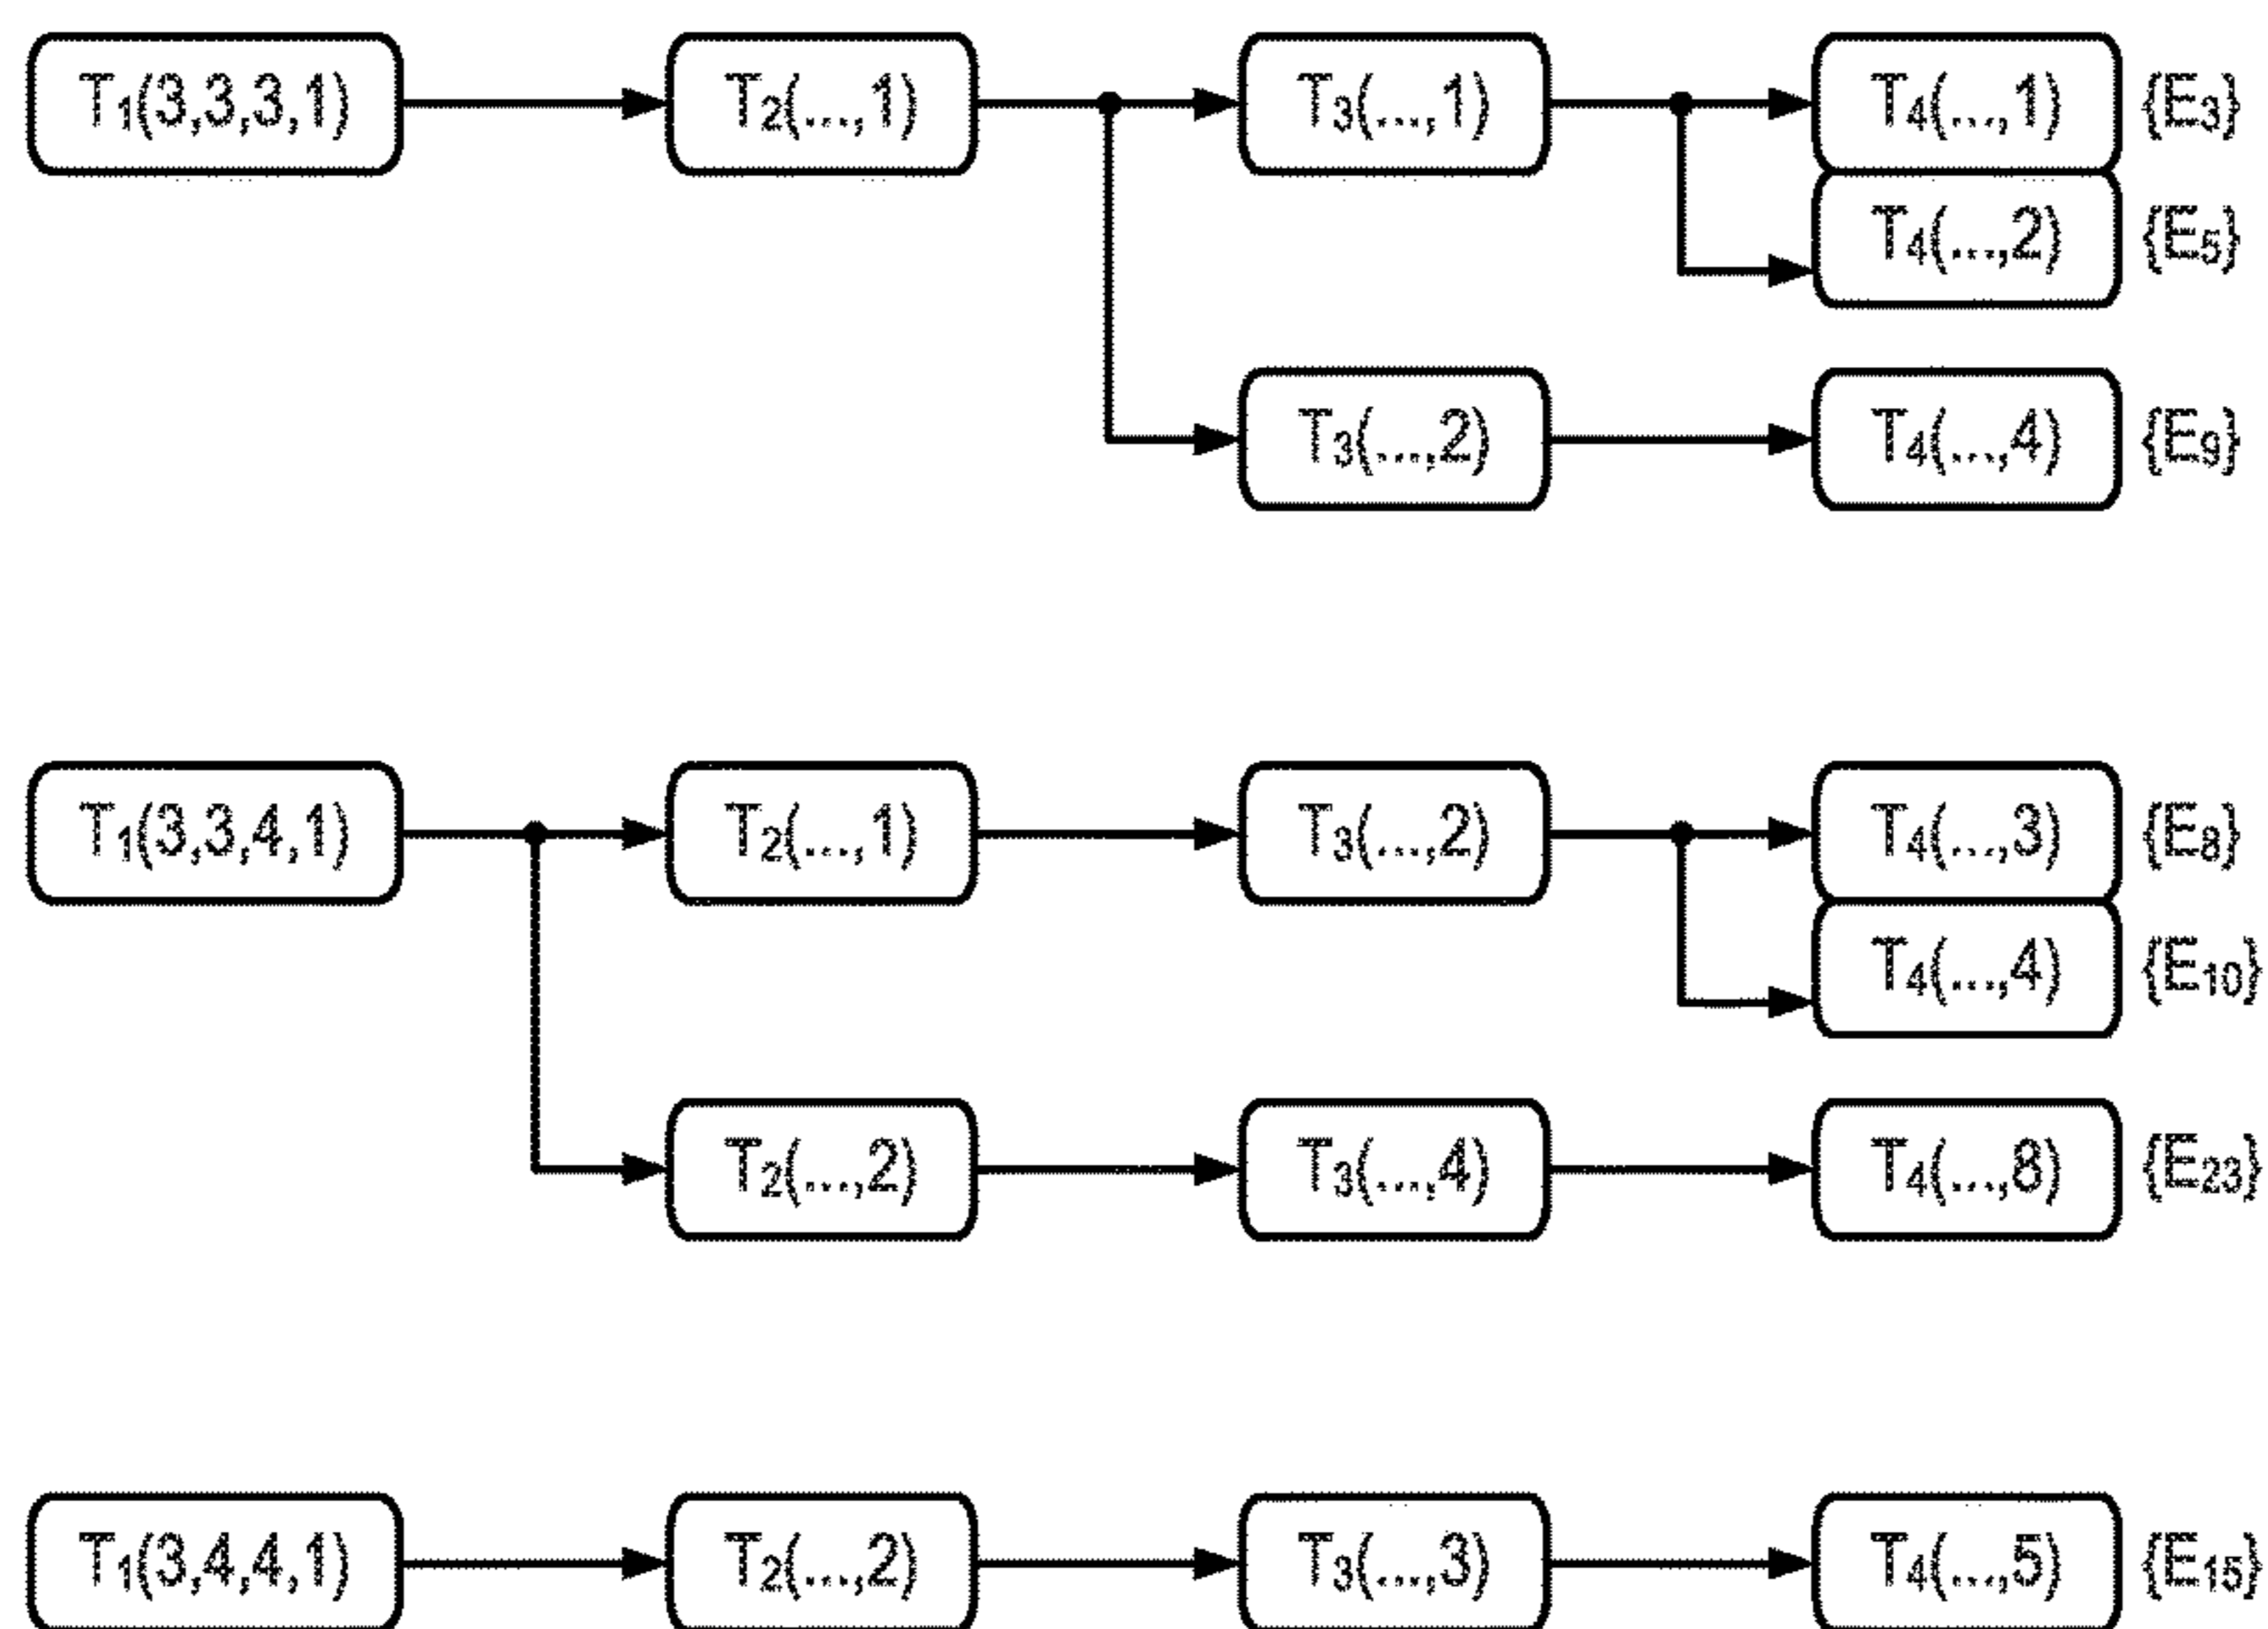 T₁(3,3,3,1) T₂(...,1) T₃(...,1) T₄(...,1) {E₃}
T₄(...,2) {E₅}
T₃(...,2) T₄(...,4) {E₉}
T₁(3,3,4,1) T₂(...,1) T₃(...,2) T₄(...,3) {E₈}
T₄(...,4) {E₁₀}
T₂(...,2) T₃(...,4) T₄(...,8) {E₂₃}
T₁(3,4,4,1) T₂(...,2) T₃(...,3) T₄(...,5) {E₁₅}